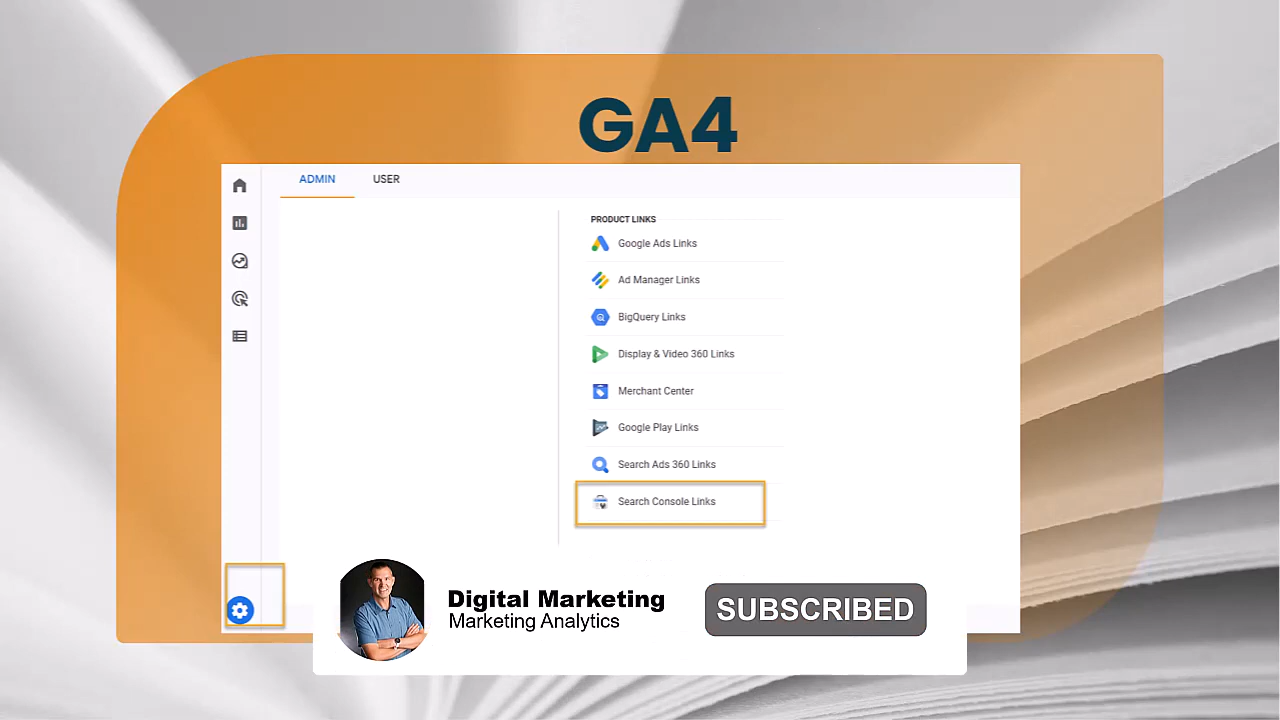 GA4
ADMIN USER
PRODUCT LINKS
Google Ads Links
Ad Manager Links
BigQuery Links
Display & Video 360 Links
Merchant Center
Google Play Links
Search Ads 360 Links
Search Console Links
Digital Marketing
Marketing Analytics
SUBSCRIBED